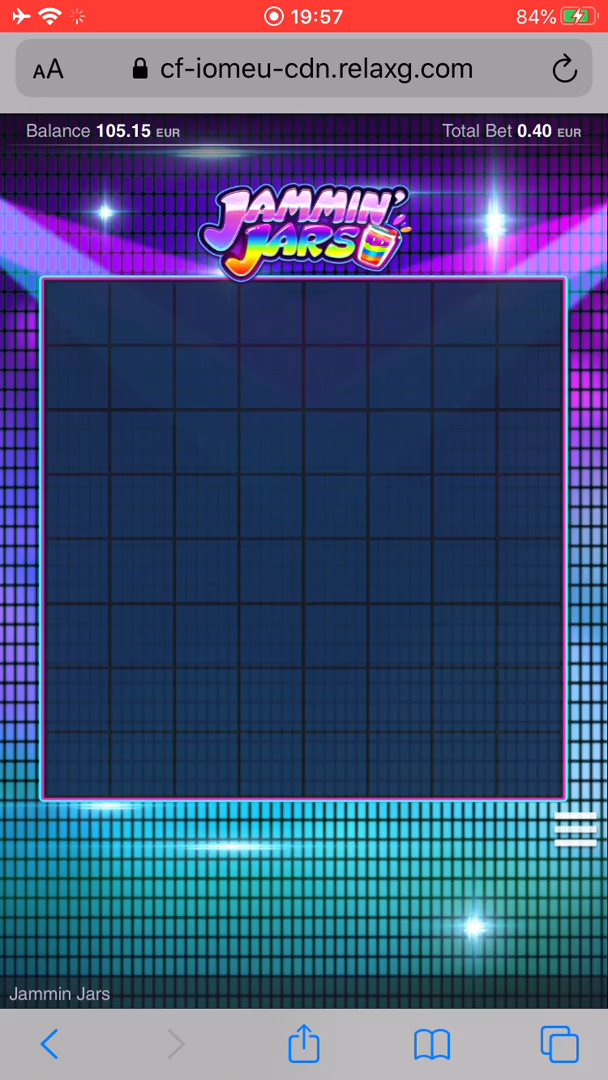 19:57
84%
AA
cf-iomeu-cdn.relaxg.com
Balance 105.15 EUR
Total Bet 0.40 EUR
JAMMIN'
JARS
Jammin Jars